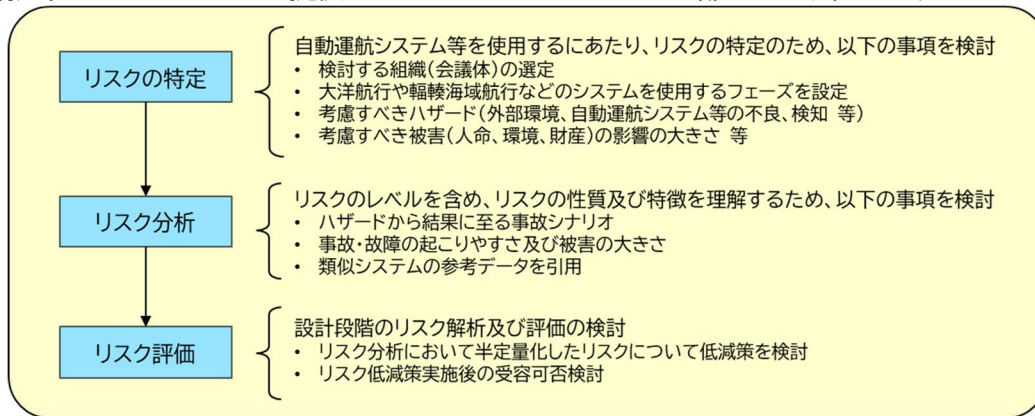 リスクの特定
自動運航システム等を使用するにあたり、リスクの特定のため、以下の事項を検討
• 検討する組織(会議体)の選定
• 大洋航行や輻輳海域航行などのシステムを使用するフェーズを設定
• 考慮すべきハザード(外部環境、自動運航システム等の不良、検知 等)
• 考慮すべき被害(人命、環境、財産)の影響の大きさ 等
リスク分析
リスクのレベルを含め、リスクの性質及び特徴を理解するため、以下の事項を検討
• ハザードから結果に至る事故シナリオ
• 事故・故障の起こりやすさ及び被害の大きさ
• 類似システムの参考データを引用
リスク評価
設計段階のリスク解析及び評価の検討
• リスク分析において半定量化したリスクについて低減策を検討
• リスク低減策実施後の受容可否検討